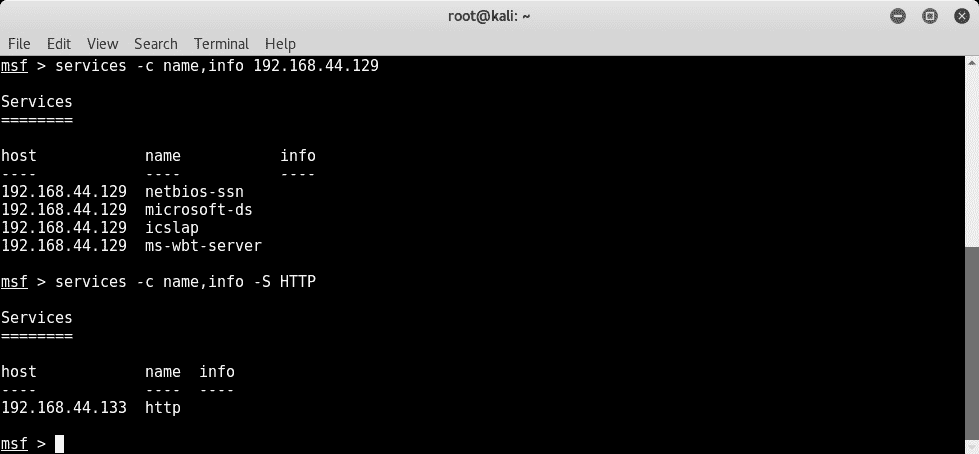 root@kali: ~
File Edit View Search Terminal Help
msf > services -c name,info 192.168.44.129
Services
========
host name info
---- ---- ----
192.168.44.129 netbios-ssn
192.168.44.129 microsoft-ds
192.168.44.129 icslap
192.168.44.129 ms-wbt-server
msf > services -c name,info -S HTTP
Services
========
host name info
---- ---- ----
192.168.44.133 http
msf >